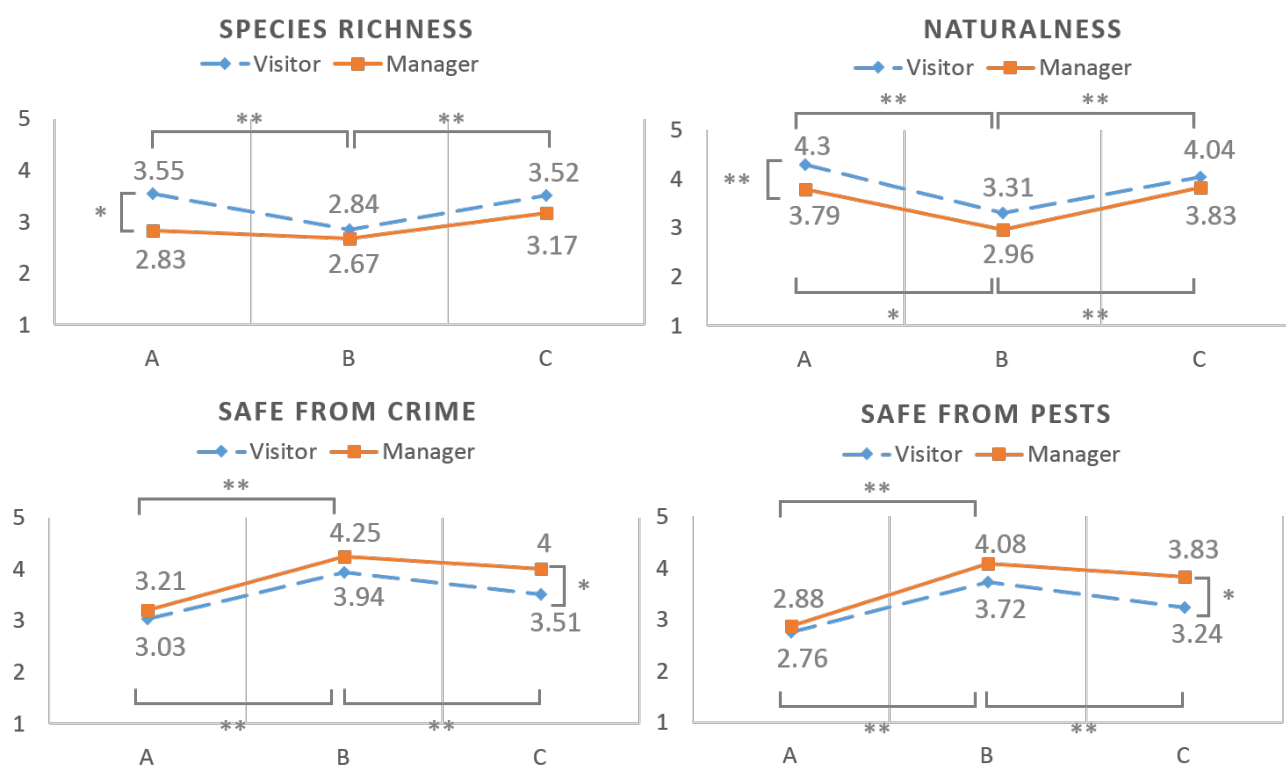 SPECIES RICHNESS
Visitor Manager
5
4
3
2
1
** **
*
3.55 2.84 3.52
2.83 2.67 3.17
A B C
NATURALNESS
Visitor Manager
5
4
3
2
1
** **
**
4.3 3.31 4.04
3.79 2.96 3.83
* **
A B C
SAFE FROM CRIME
Visitor Manager
5
4
3
2
1
**
3.21 4.25 4
*
3.03 3.94 3.51
** **
A B C
SAFE FROM PESTS
Visitor Manager
5
4
3
2
1
**
2.88 4.08 3.83
*
2.76 3.72 3.24
** **
A B C